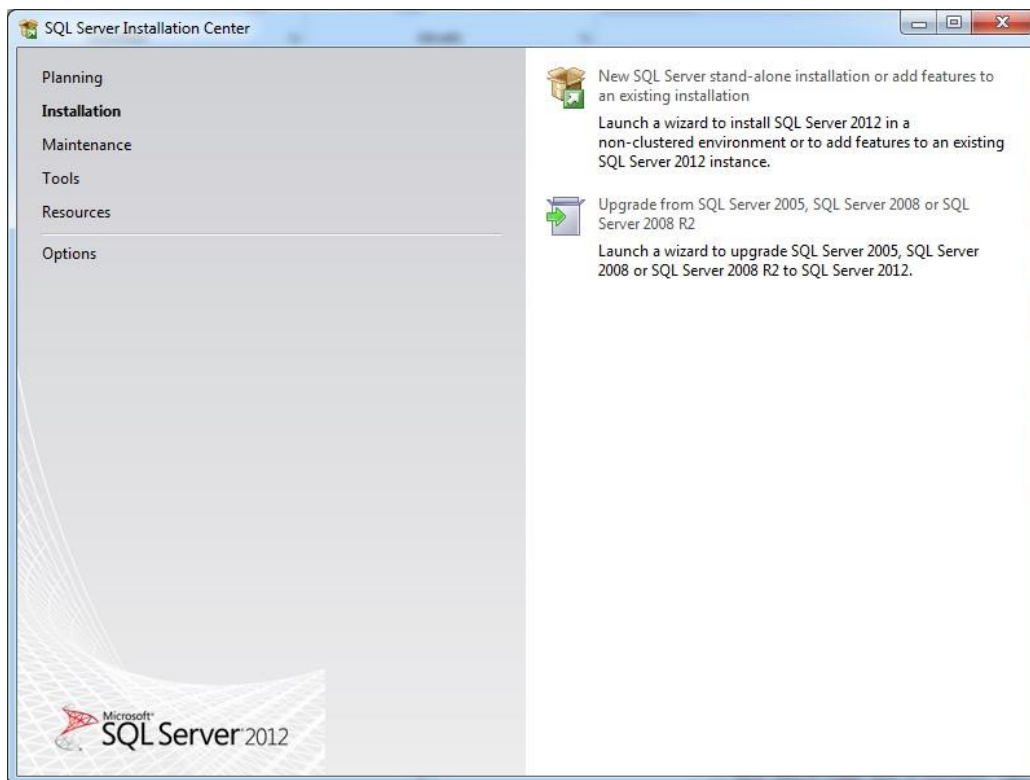 SQL Server Installation Center
Planning
Installation
Maintenance
Tools
Resources
Options
New SQL Server stand-alone installation or add features to
an existing installation
Launch a wizard to install SQL Server 2012 in a
non-clustered environment or to add features to an existing
SQL Server 2012 instance.
Upgrade from SQL Server 2005, SQL Server 2008 or SQL
Server 2008 R2
Launch a wizard to upgrade SQL Server 2005, SQL Server
2008 or SQL Server 2008 R2 to SQL Server 2012.
Microsoft®
SQL Server 2012